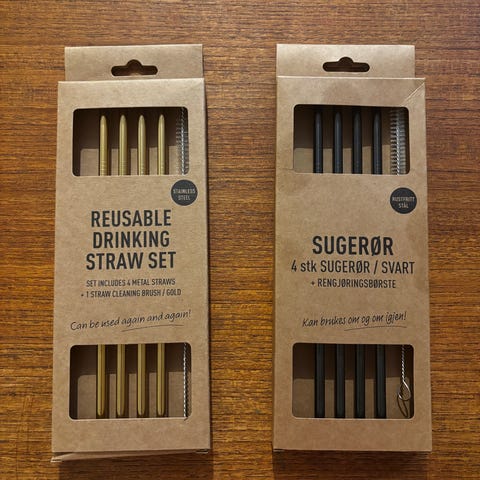 STAINLESS
STEEL
REUSABLE
DRINKING
STRAW SET
SET INCLUDES 4 METAL STRAWS
+ 1 STRAW CLEANING BRUSH / GOLD
Can be used again and again!
RUSTFRITT
STÅL
SUGERØR
4 stk SUGERØR / SVART
+ RENGJØRINGSBØRSTE
Kan brukes om og om igjen!